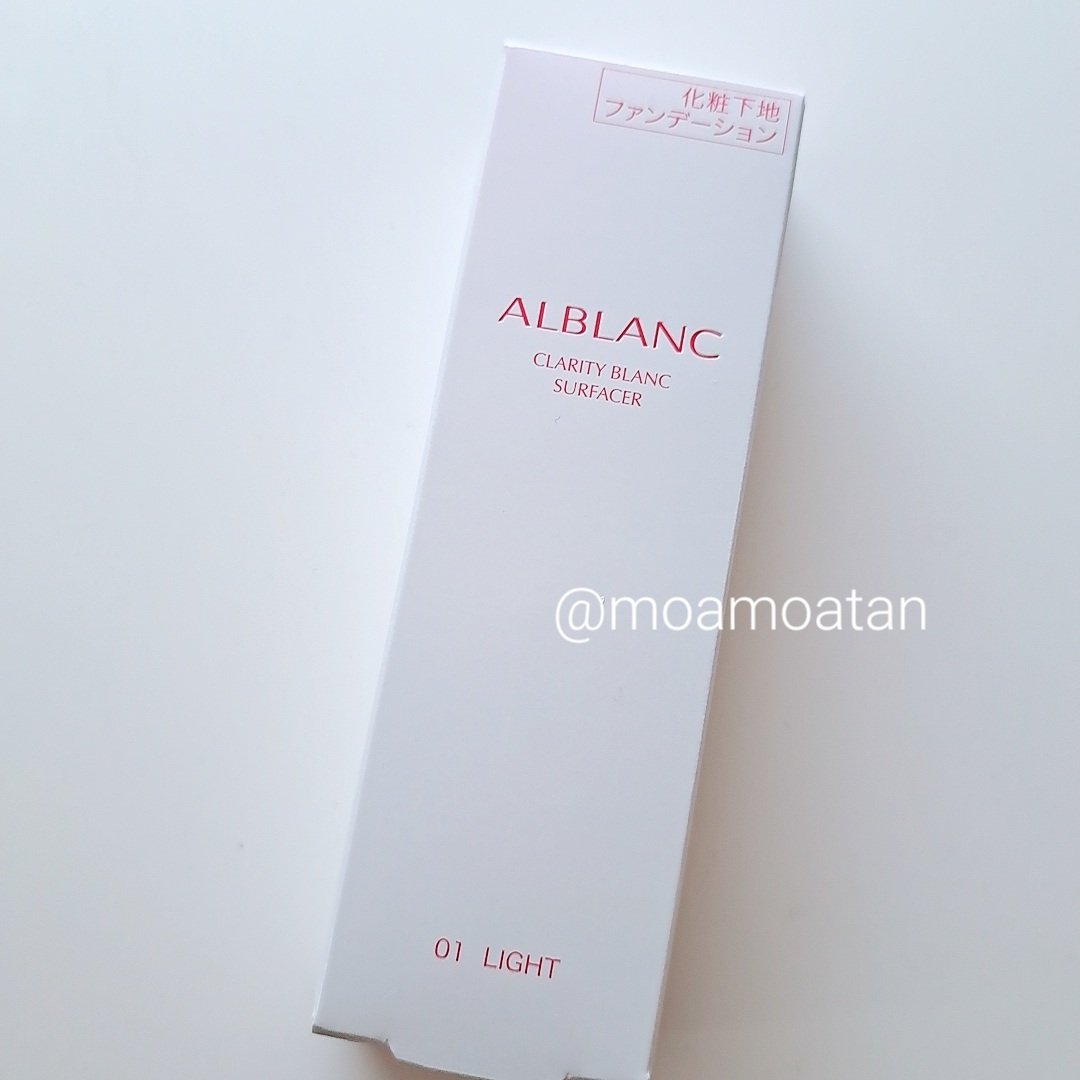 化粧下地
ファンデーション
ALBLANC
CLARITY BLANC
SURFACER
@moamoatan
01 LIGHT